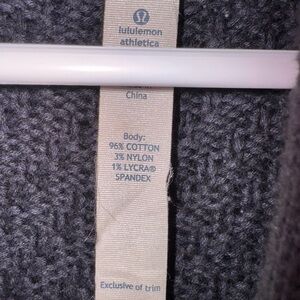 lululemon
athletica
China
Body:
96% COTTON
3% NYLON
1% LYCRA®
SPANDEX
Exclusive of trim